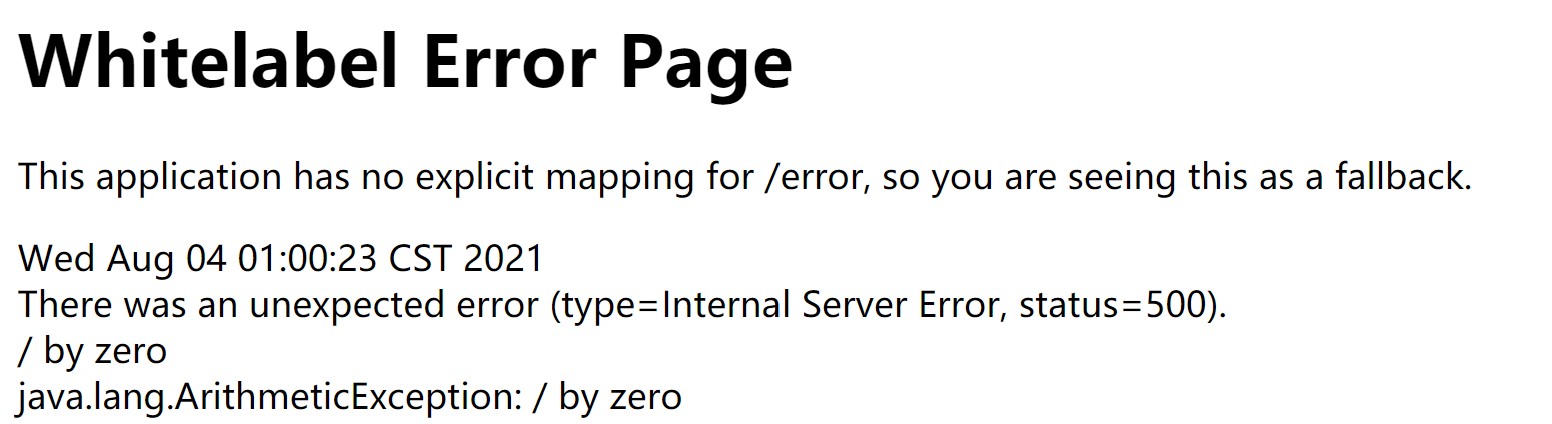 Whitelabel Error Page
This application has no explicit mapping for /error, so you are seeing this as a fallback.
Wed Aug 04 01:00:23 CST 2021
There was an unexpected error (type=Internal Server Error, status=500).
/ by zero
java.lang.ArithmeticException: / by zero